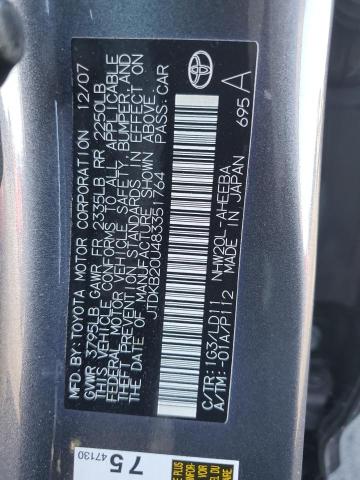 MFD.BY:TOYOTA MOTOR CORPORATION 12/07
GVWR 3795LB GAWR FR 2335LB RR 2250LB
THIS VEHICLE CONFORMS TO ALL APPLICABLE
FEDERAL MOTOR VEHICLE SAFETY, BUMPER, AND
THEFT PREVENTION STANDARDS IN EFFECT ON
THE DATE OF MANUFACTURE SHOWN ABOVE.
JTDKB20U483351764 PASS.CAR
C/TR:1G3/LD11 NHW20L-AHEEBA
A/TM:-01A/P112 MADE IN JAPAN
695 A
75
47130